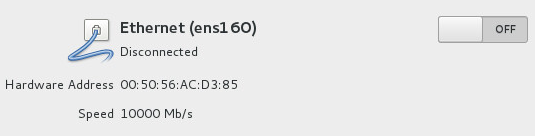 Ethernet (ens160)
OFF
Disconnected
Hardware Address 00:50:56:AC:D3:85
Speed 10000 Mb/s